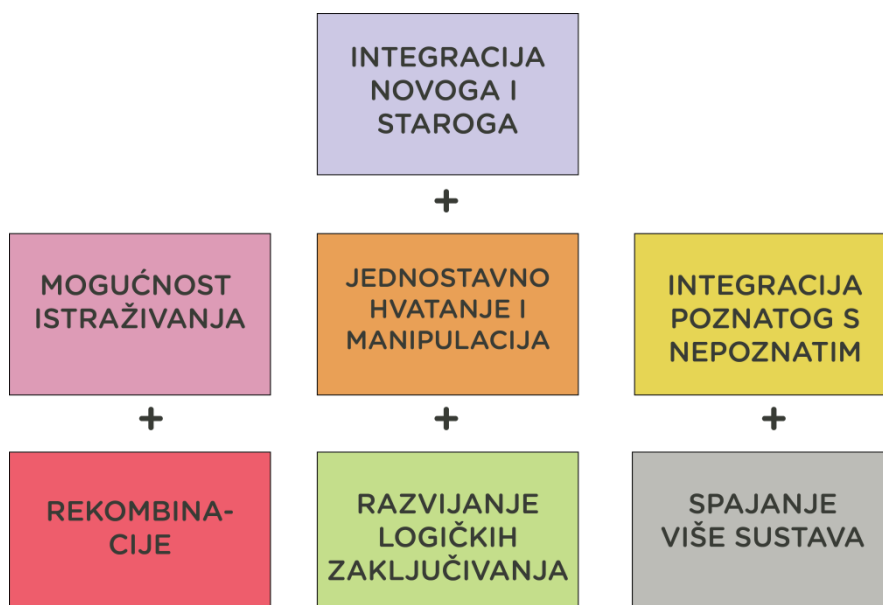 INTEGRACIJA
NOVOGA I
STAROGA
+
MOGUĆNOST
ISTRAŽIVANJA
JEDNOSTAVNO
HVATANJE I
MANIPULACIJA
INTEGRACIJA
POZNATOG S
NEPOZNATIM
+
+
+
REKOMBINA-
CIJE
RAZVIJANJE
LOGIČKIH
ZAKLJUČIVANJA
SPAJANJE
VIŠE SUSTAVA